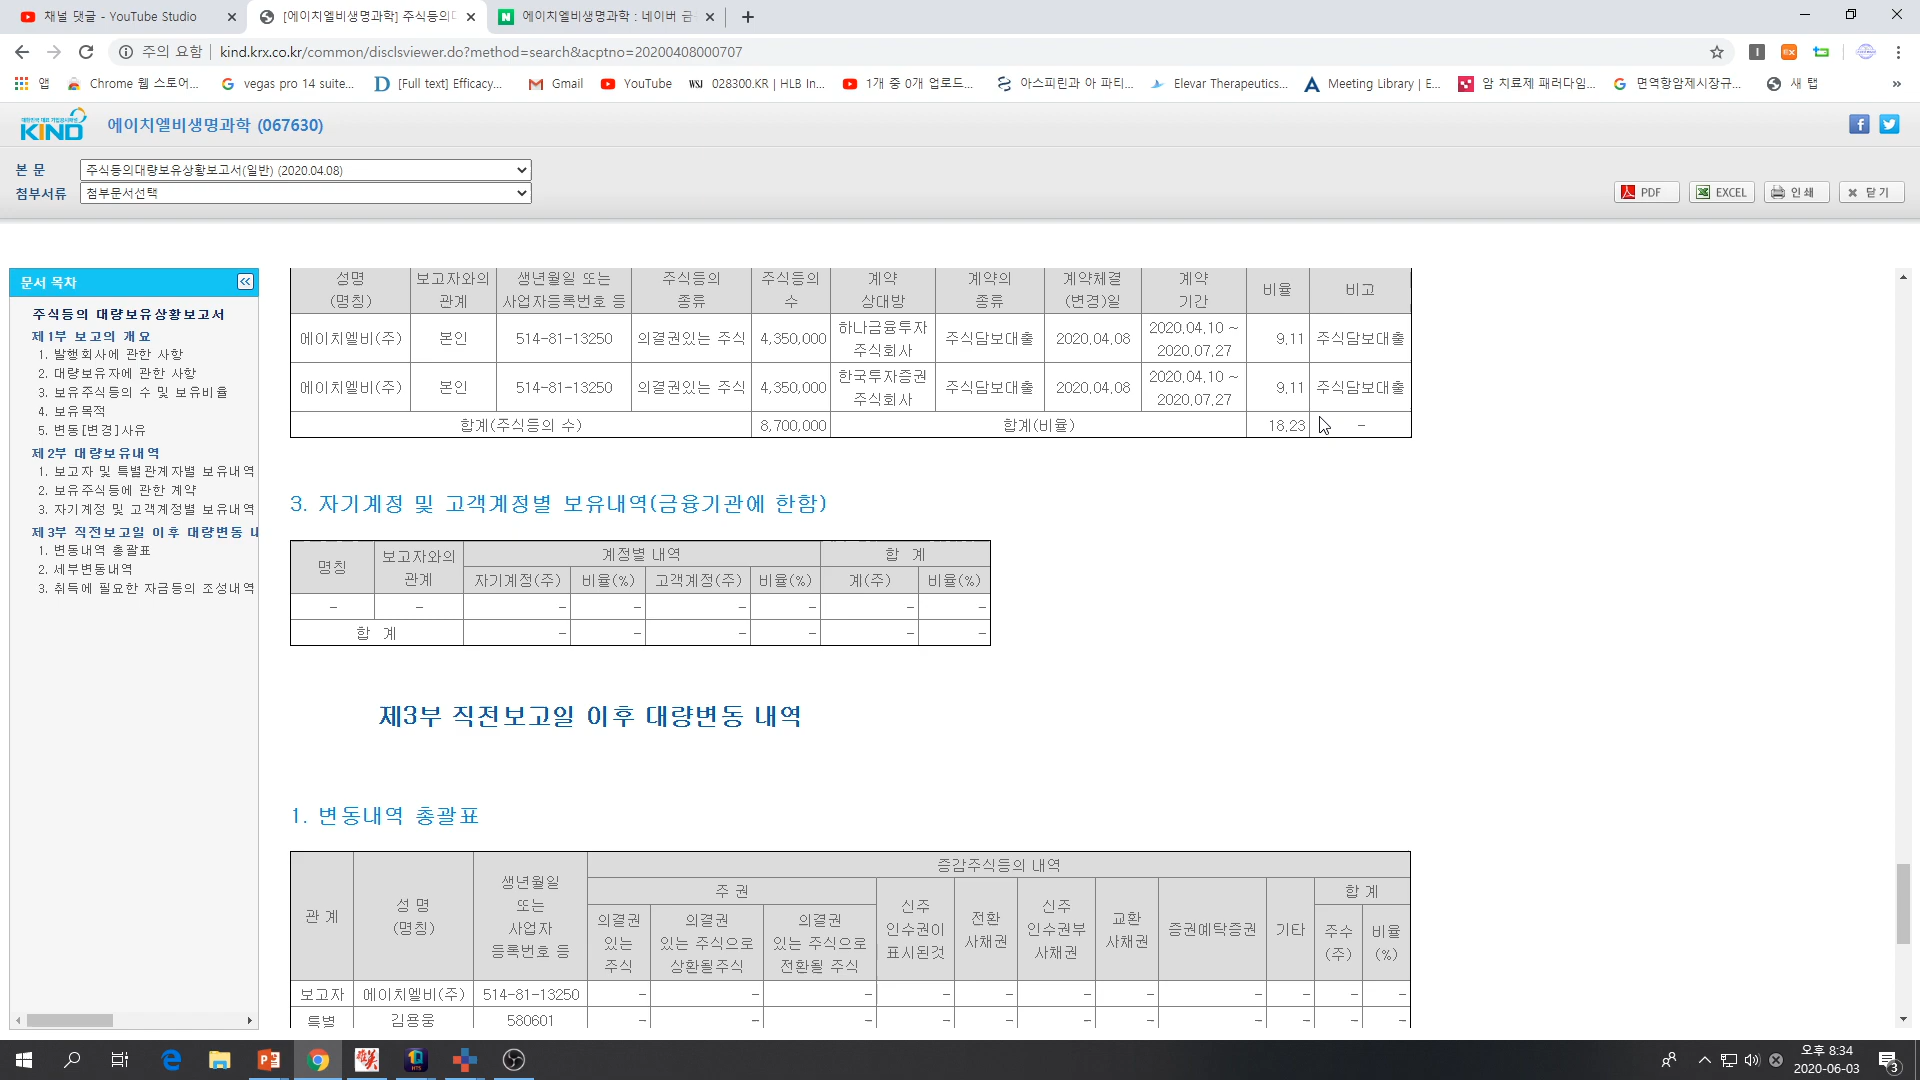 채널 댓글 - YouTube Studio
[에이치엘비생명과학] 주식등의대
에이치엘비생명과학 : 네이버 금
주의 요함
kind.krx.co.kr/common/disclsviewer.do?method=search&acptno=20200408000707
앱
Chrome 웹 스토어...
vegas pro 14 suite...
[Full text] Efficacy...
Gmail
YouTube
WSJ 028300.KR | HLB In...
1개 중 0개 업로드...
아스피린과 아 파티...
Elevar Therapeutics...
Meeting Library | E...
암 치료제 패러다임...
면역항암제시장규...
새 탭
»
KIND
에이치엘비생명과학 (067630)
본 문
주식등의대량보유상황보고서(일반) (2020.04.08)
첨부서류
첨부문서선택
PDF
EXCEL
인 쇄
닫 기
문서 목차
주식등의 대량보유상황보고서
제1부 보고의 개요
1. 발행회사에 관한 사항
2. 대량보유자에 관한 사항
3. 보유주식등의 수 및 보유비율
4. 보유목적
5. 변동[변경]사유
제2부 대량보유내역
1. 보고자 및 특별관계자별 보유내역
2. 보유주식등에 관한 계약
3. 자기계정 및 고객계정별 보유내역
제3부 직전보고일 이후 대량변동 내
1. 변동내역 총괄표
2. 세부변동내역
3. 취득에 필요한 자금등의 조성내역
성명 (명칭) 보고자와의 관계 생년월일 또는 사업자등록번호 등 주식등의 종류 주식등의 수 계약 상대방 계약의 종류 계약체결 (변경)일 계약 기간 비율 비고
에이치엘비(주) 본인 514-81-13250 의결권있는 주식 4,350,000 하나금융투자 주식회사 주식담보대출 2020.04.08 2020.04.10 ~ 2020.07.27 9.11 주식담보대출
에이치엘비(주) 본인 514-81-13250 의결권있는 주식 4,350,000 한국투자증권 주식회사 주식담보대출 2020.04.08 2020.04.10 ~ 2020.07.27 9.11 주식담보대출
합계(주식등의 수) 8,700,000 합계(비율) 18.23 -
3. 자기계정 및 고객계정별 보유내역(금융기관에 한함)
명칭 보고자와의 관계 계정별 내역 합 계
자기계정(주) 비율(%) 고객계정(주) 비율(%) 계(주) 비율(%)
- - - - - - - -
합 계 - - - - - -
제3부 직전보고일 이후 대량변동 내역
1. 변동내역 총괄표
관 계 성 명 (명칭) 생년월일 또는 사업자 등록번호 등 증감주식등의 내역
주 권 신주 인수권이 표시된것 전환 사채권 신주 인수권부 사채권 교환 사채권 증권예탁증권 기타 합 계
의결권 있는 주식 의결권 있는 주식으로 상환될주식 의결권 있는 주식으로 전환될 주식 주수 (주) 비율 (%)
보고자 에이치엘비(주) 514-81-13250 - - - - - - - - - - -
특별 김용웅 580601 - - - - - - - - - - -
오후 8:34
2020-06-03
3